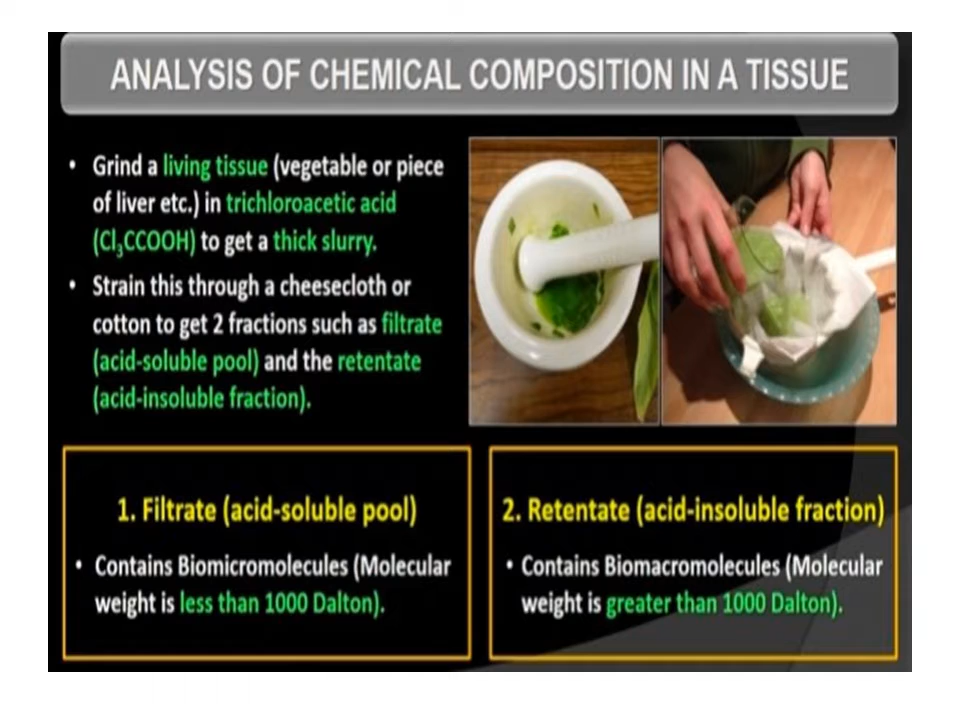 ANALYSIS OF CHEMICAL COMPOSITION IN A TISSUE
• Grind a living tissue (vegetable or piece
of liver etc.) in trichloroacetic acid
(Cl₃CCOOH) to get a thick slurry.
• Strain this through a cheesecloth or
cotton to get 2 fractions such as filtrate
(acid-soluble pool) and the retentate
(acid-insoluble fraction).
1. Filtrate (acid-soluble pool)
• Contains Biomicromolecules (Molecular
weight is less than 1000 Dalton).
2. Retentate (acid-insoluble fraction)
• Contains Biomacromolecules (Molecular
weight is greater than 1000 Dalton).